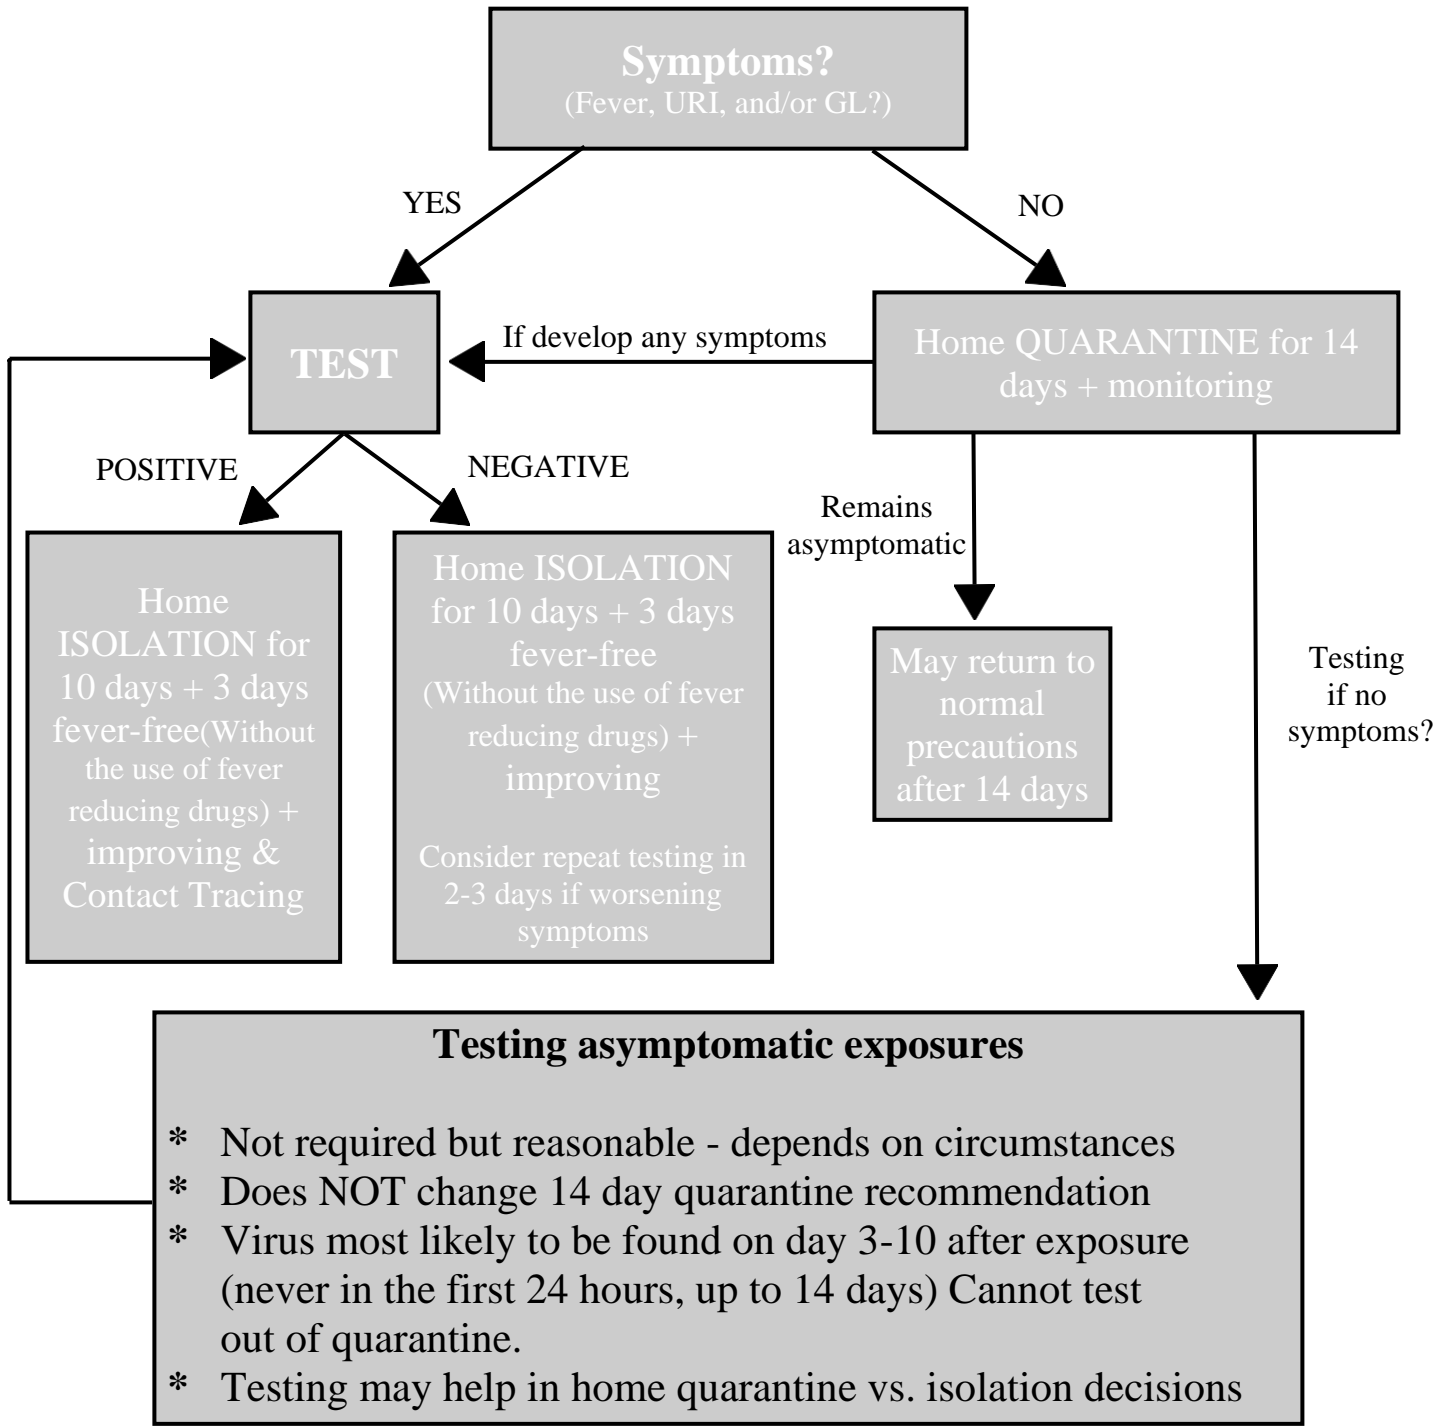 Symptoms?
(Fever, URI, and/or GL?)
YES
NO
TEST
If develop any symptoms
Home QUARANTINE for 14
days + monitoring
POSITIVE
NEGATIVE
Remains
asymptomatic
Home
ISOLATION for
10 days + 3 days
fever-free(Without
the use of fever
reducing drugs) +
improving &
Contact Tracing
Home ISOLATION
for 10 days + 3 days
fever-free
(Without the use of fever
reducing drugs) +
improving
Consider repeat testing in
2-3 days if worsening
symptoms
May return to
normal
precautions
after 14 days
Testing
if no
symptoms?
Testing asymptomatic exposures
* Not required but reasonable - depends on circumstances
* Does NOT change 14 day quarantine recommendation
* Virus most likely to be found on day 3-10 after exposure
(never in the first 24 hours, up to 14 days) Cannot test
out of quarantine.
* Testing may help in home quarantine vs. isolation decisions